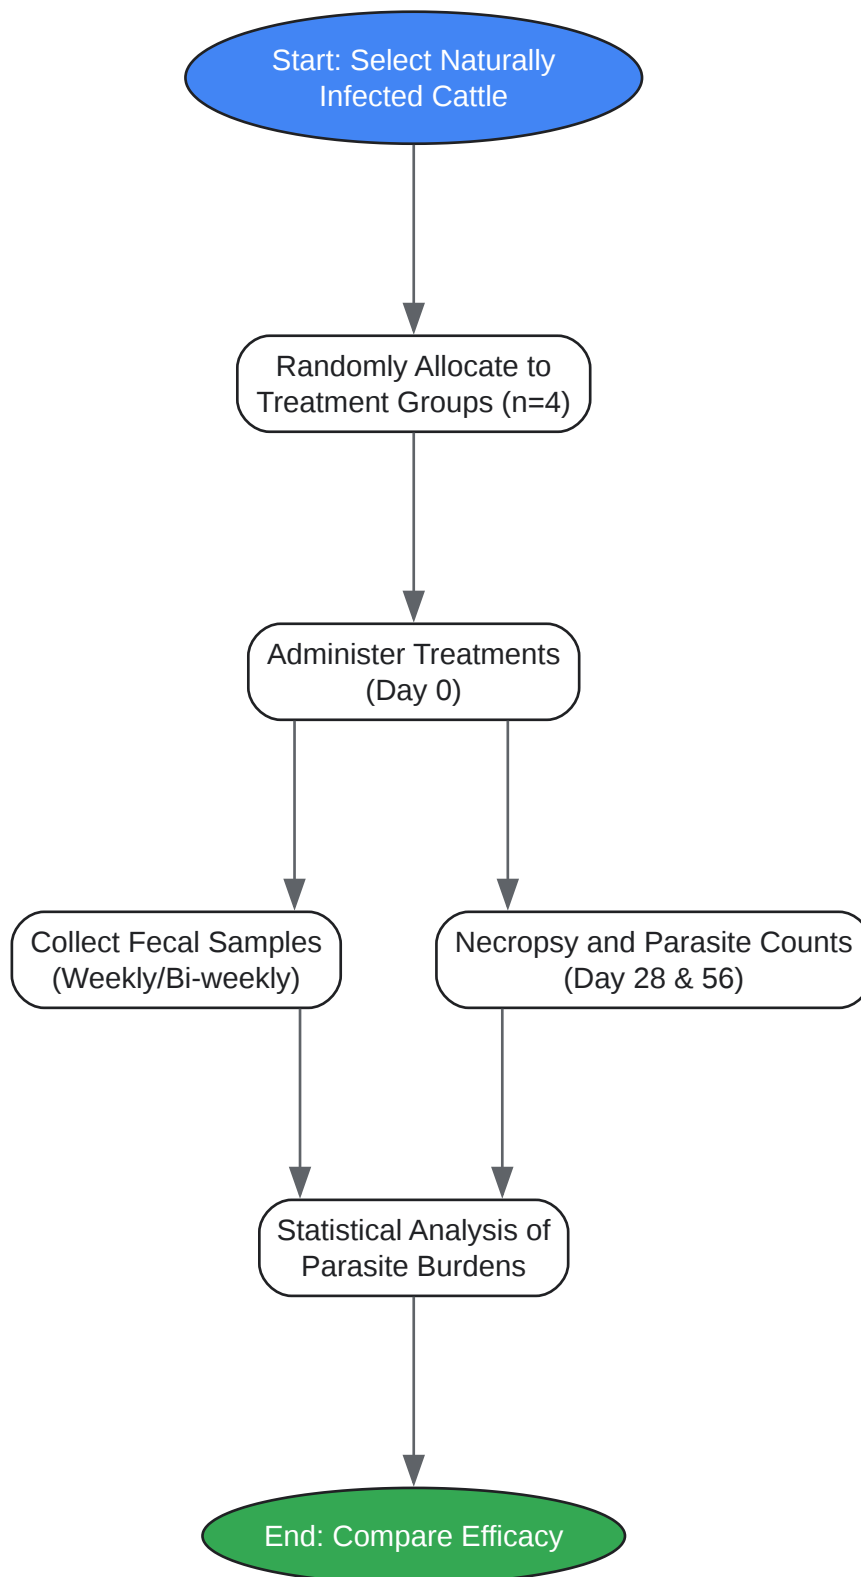 Start: Select Naturally
Infected Cattle
Randomly Allocate to
Treatment Groups (n=4)
Administer Treatments
(Day 0)
Collect Fecal Samples
(Weekly/Bi-weekly)
Necropsy and Parasite Counts
(Day 28 & 56)
Statistical Analysis of
Parasite Burdens
End: Compare Efficacy